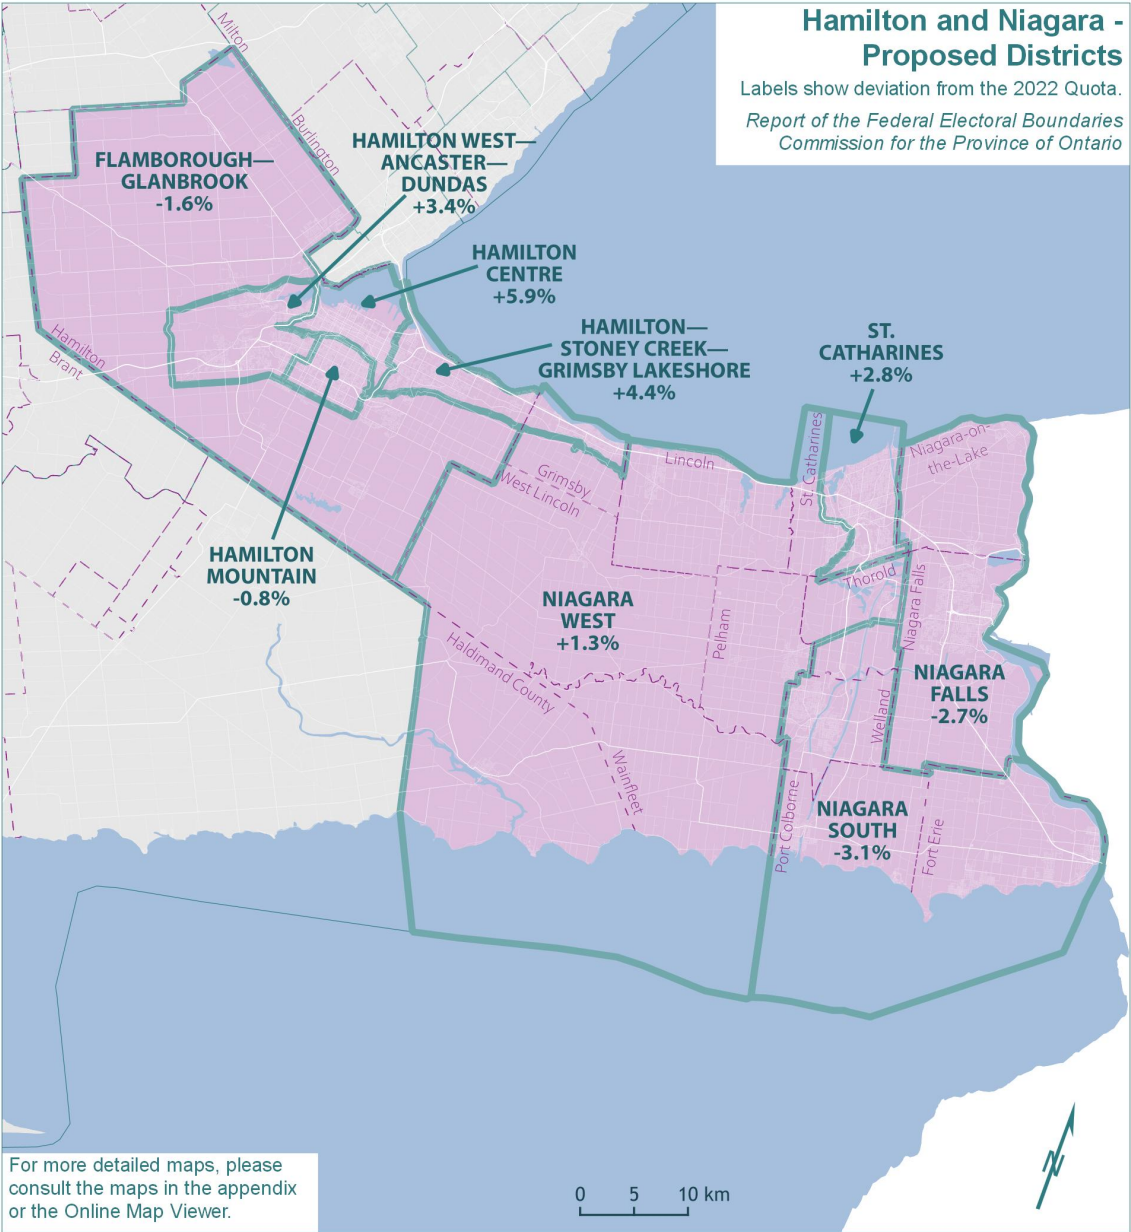 Hamilton and Niagara -
Proposed Districts
Labels show deviation from the 2022 Quota.
Report of the Federal Electoral Boundaries
Commission for the Province of Ontario
Milton
Burlington
FLAMBOROUGH—
GLANBROOK
-1.6%
HAMILTON WEST—
ANCASTER—
DUNDAS
+3.4%
HAMILTON
CENTRE
+5.9%
HAMILTON—
STONEY CREEK—
GRIMSBY LAKESHORE
+4.4%
ST.
CATHARINES
+2.8%
Hamilton
Brant
St. Catharines
Niagara-on-
the-Lake
Lincoln
Grimsby
West Lincoln
HAMILTON
MOUNTAIN
-0.8%
Thorold
Niagara Falls
NIAGARA
WEST
+1.3%
Pelham
Haldimand County
NIAGARA
FALLS
-2.7%
Welland
Wainfleet
Port Colborne
NIAGARA
SOUTH
-3.1%
Fort Erie
N
For more detailed maps, please
consult the maps in the appendix
or the Online Map Viewer.
0 5 10 km